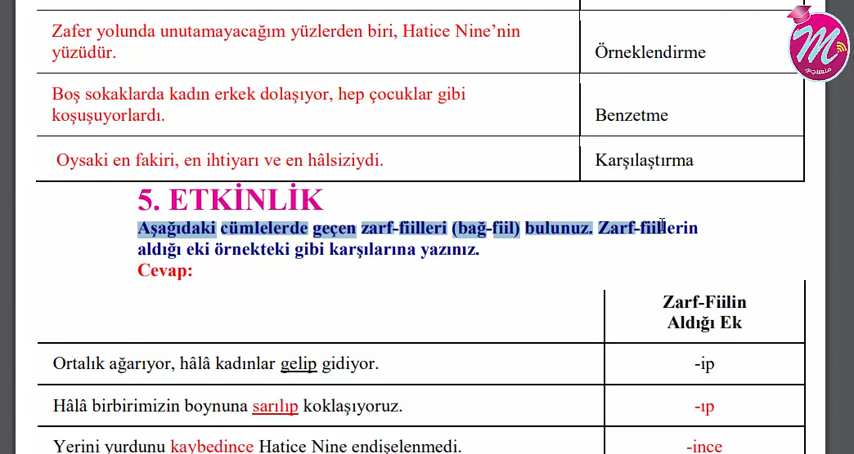 Zafer yolunda unutamayacağım yüzlerden biri, Hatice Nine'nin
yüzüdür.
Örneklendirme
Boş sokaklarda kadın erkek dolaşıyor, hep çocuklar gibi
koşuşuyorlardı.
Benzetme
Oysaki en fakiri, en ihtiyarı ve en hâlsiziydi.
Karşılaştırma
5. ETKİNLİK
Aşağıdaki cümlelerde geçen zarf-fiilleri (bağ-fiil) bulunuz. Zarf-fiillerin
aldığı eki örnekteki gibi karşılarına yazınız.
Cevap:
Zarf-Fiilin
Aldığı Ek
Ortalık ağarıyor, hâlâ kadınlar gelip gidiyor.
-ip
Hâlâ birbirimizin boynuna sarılıp koklaşıyoruz.
-ıp
Yerini yurdunu kaybedince Hatice Nine endişelenmedi.
-ince